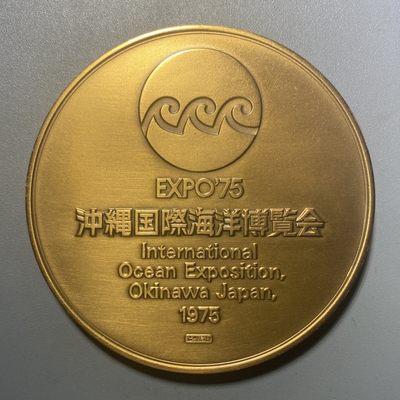 EXPO'75
沖縄国際海洋博覧会
International
Ocean Exposition,
Okinawa Japan,
1975